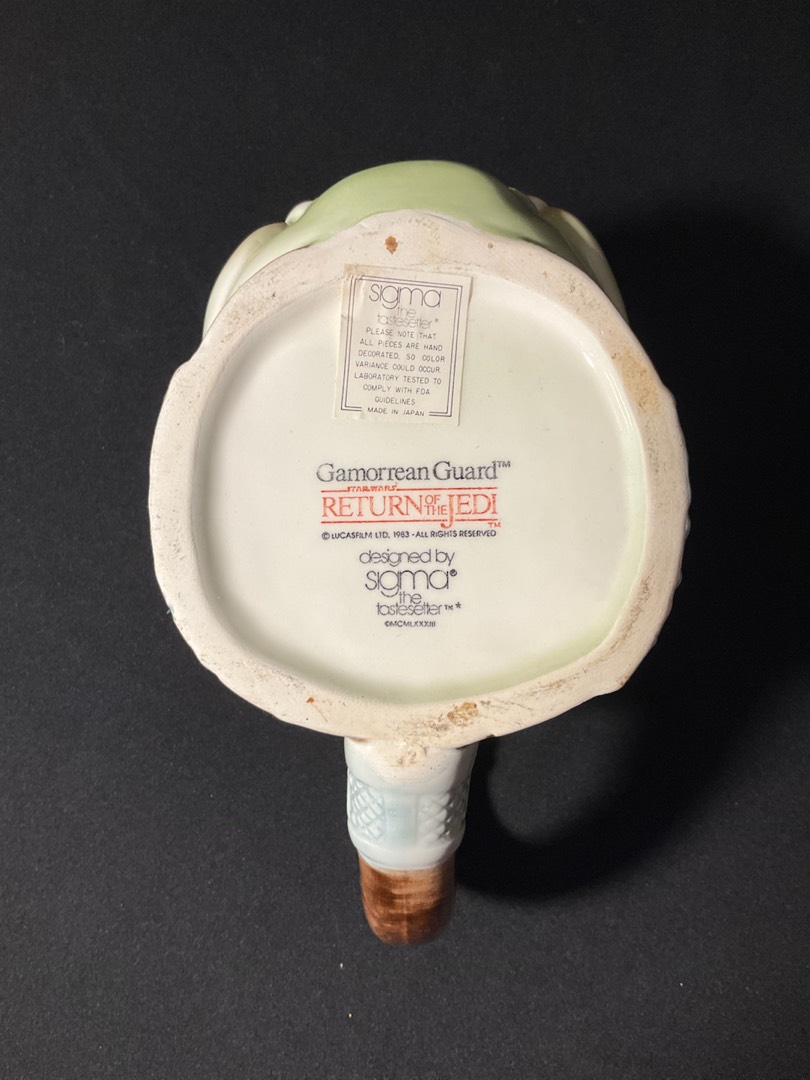 sigma
the
tastesetter*
PLEASE NOTE THAT
ALL PIECES ARE HAND
DECORATED, SO COLOR
VARIANCE COULD OCCUR.
LABORATORY TESTED TO
COMPLY WITH FDA
GUIDELINES
MADE IN JAPAN
Gamorrean Guard™
STAR WARS
RETURN OF THE JEDI™
© LUCASFILM LTD. 1983 - ALL RIGHTS RESERVED
designed by
sigma®
the
tastesetter™*
©MCMLXXXIII